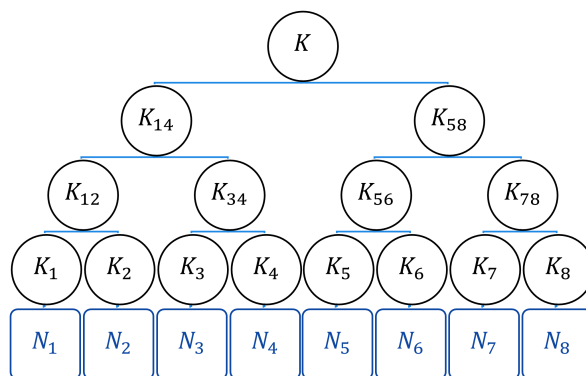 K
K₁₄ K₅₈
K₁₂ K₃₄ K₅₆ K₇₈
K₁ K₂ K₃ K₄ K₅ K₆ K₇ K₈
N₁ N₂ N₃ N₄ N₅ N₆ N₇ N₈